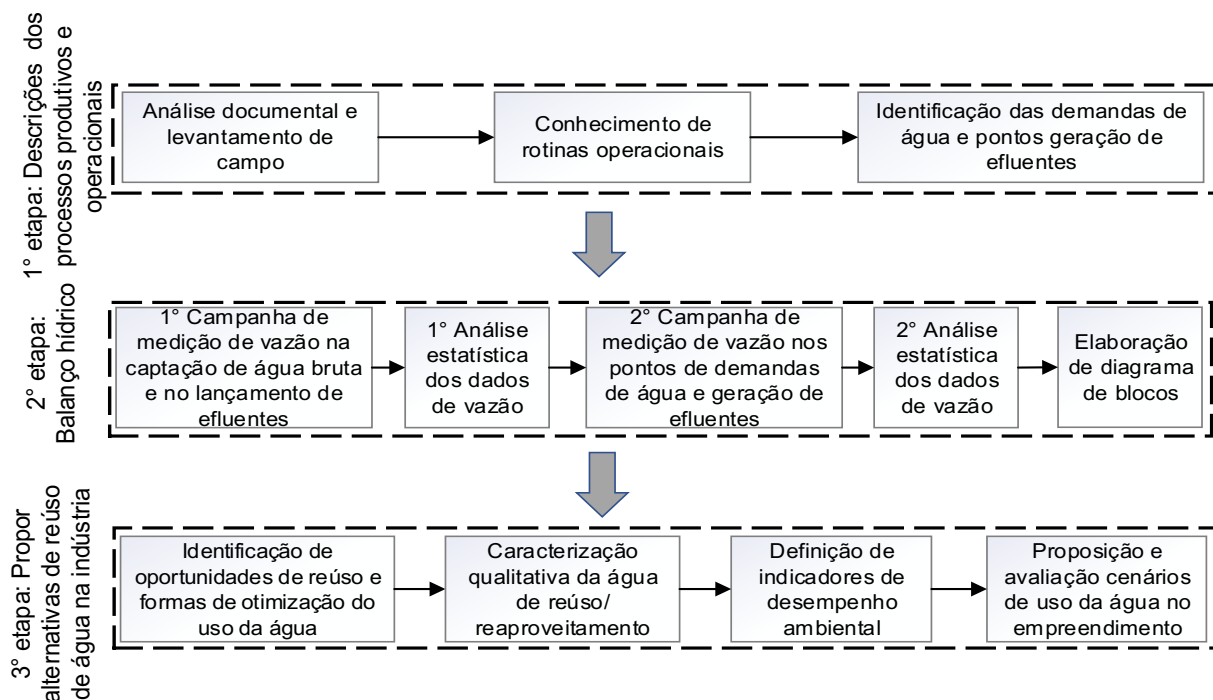 1° etapa: Descrições dos
processos produtivos e
operacionais
Análise documental e
levantamento de
campo
Conhecimento de
rotinas operacionais
Identificação das demandas de
água e pontos geração de
efluentes
2° etapa:
Balanço hídrico
1° Campanha de
medição de vazão na
captação de água bruta
e no lançamento de
efluentes
1° Análise
estatística
dos dados
de vazão
2° Campanha de
medição de vazão nos
pontos de demandas
de água e geração de
efluentes
2° Análise
estatística
dos dados
de vazão
Elaboração
de diagrama
de blocos
3° etapa: Propor
alternativas de reúso
de água na indústria
Identificação de
oportunidades de reúso e
formas de otimização do
uso da água
Caracterização
qualitativa da água
de reúso/
reaproveitamento
Definição de
indicadores de
desempenho
ambiental
Proposição e
avaliação cenários
de uso da água no
empreendimento